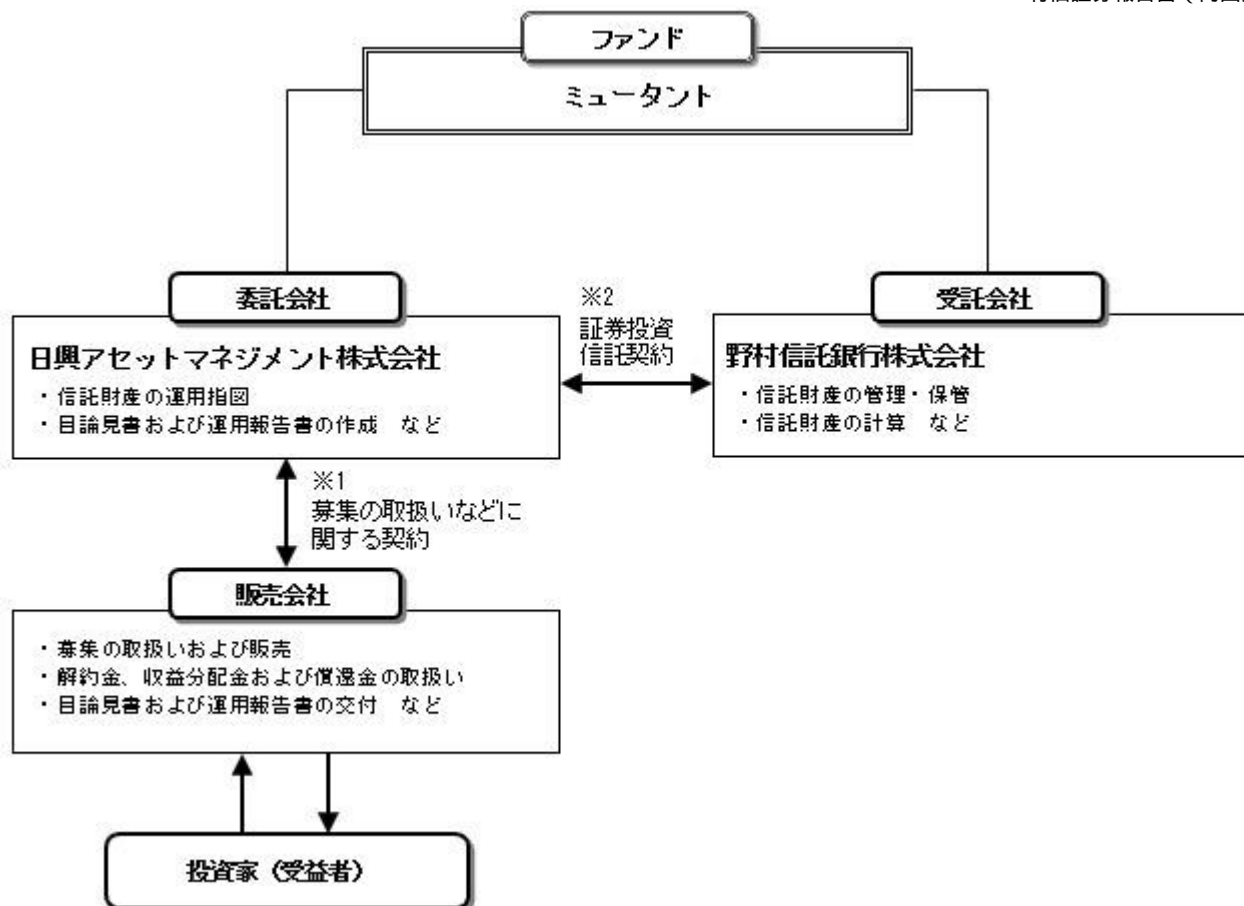 ファンド
ミュータント
委託会社
日興アセットマネジメント株式会社
・信託財産の運用指図
・目論見書および運用報告書の作成　など
※2
証券投資
信託契約
受託会社
野村信託銀行株式会社
・信託財産の管理・保管
・信託財産の計算　など
※1
募集の取扱いなどに
関する契約
販売会社
・募集の取扱いおよび販売
・解約金、収益分配金および償還金の取扱い
・目論見書および運用報告書の交付　など
投資家（受益者）